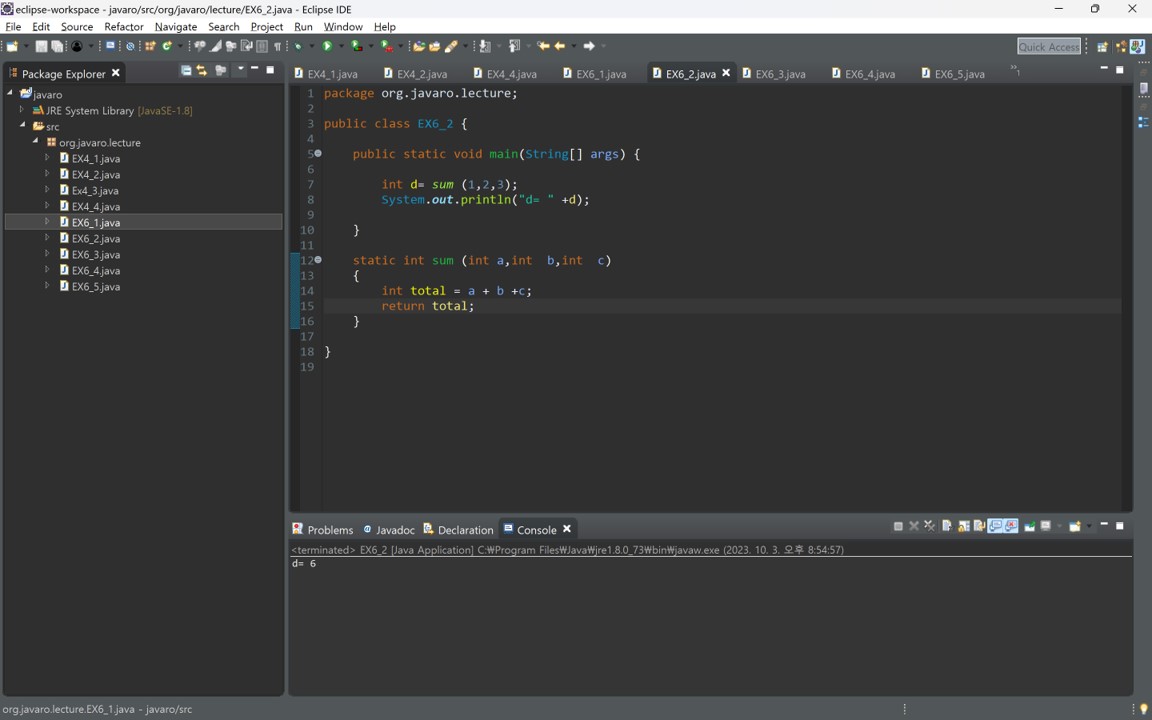 eclipse-workspace - javaro/src/org/javaro/lecture/EX6_2.java - Eclipse IDE
File Edit Source Refactor Navigate Search Project Run Window Help
Quick Access
Package Explorer
javaro
JRE System Library [JavaSE-1.8]
src
org.javaro.lecture
EX4_1.java
EX4_2.java
Ex4_3.java
EX4_4.java
EX6_1.java
EX6_2.java
EX6_3.java
EX6_4.java
EX6_5.java
EX4_1.java EX4_2.java EX4_4.java EX6_1.java EX6_2.java EX6_3.java EX6_4.java EX6_5.java »1
1 package org.javaro.lecture;
2
3 public class EX6_2 {
4
5 public static void main(String[] args) {
6
7 int d= sum (1,2,3);
8 System.out.println("d= " +d);
9
10 }
11
12 static int sum (int a,int  b,int  c)
13 {
14 int total = a + b +c;
15 return total;
16 }
17
18 }
19
Problems Javadoc Declaration Console
<terminated> EX6_2 [Java Application] C:₩Program Files₩Java₩jre1.8.0_73₩bin₩javaw.exe (2023. 10. 3. 오후 8:54:57)
d= 6
org.javaro.lecture.EX6_1.java - javaro/src